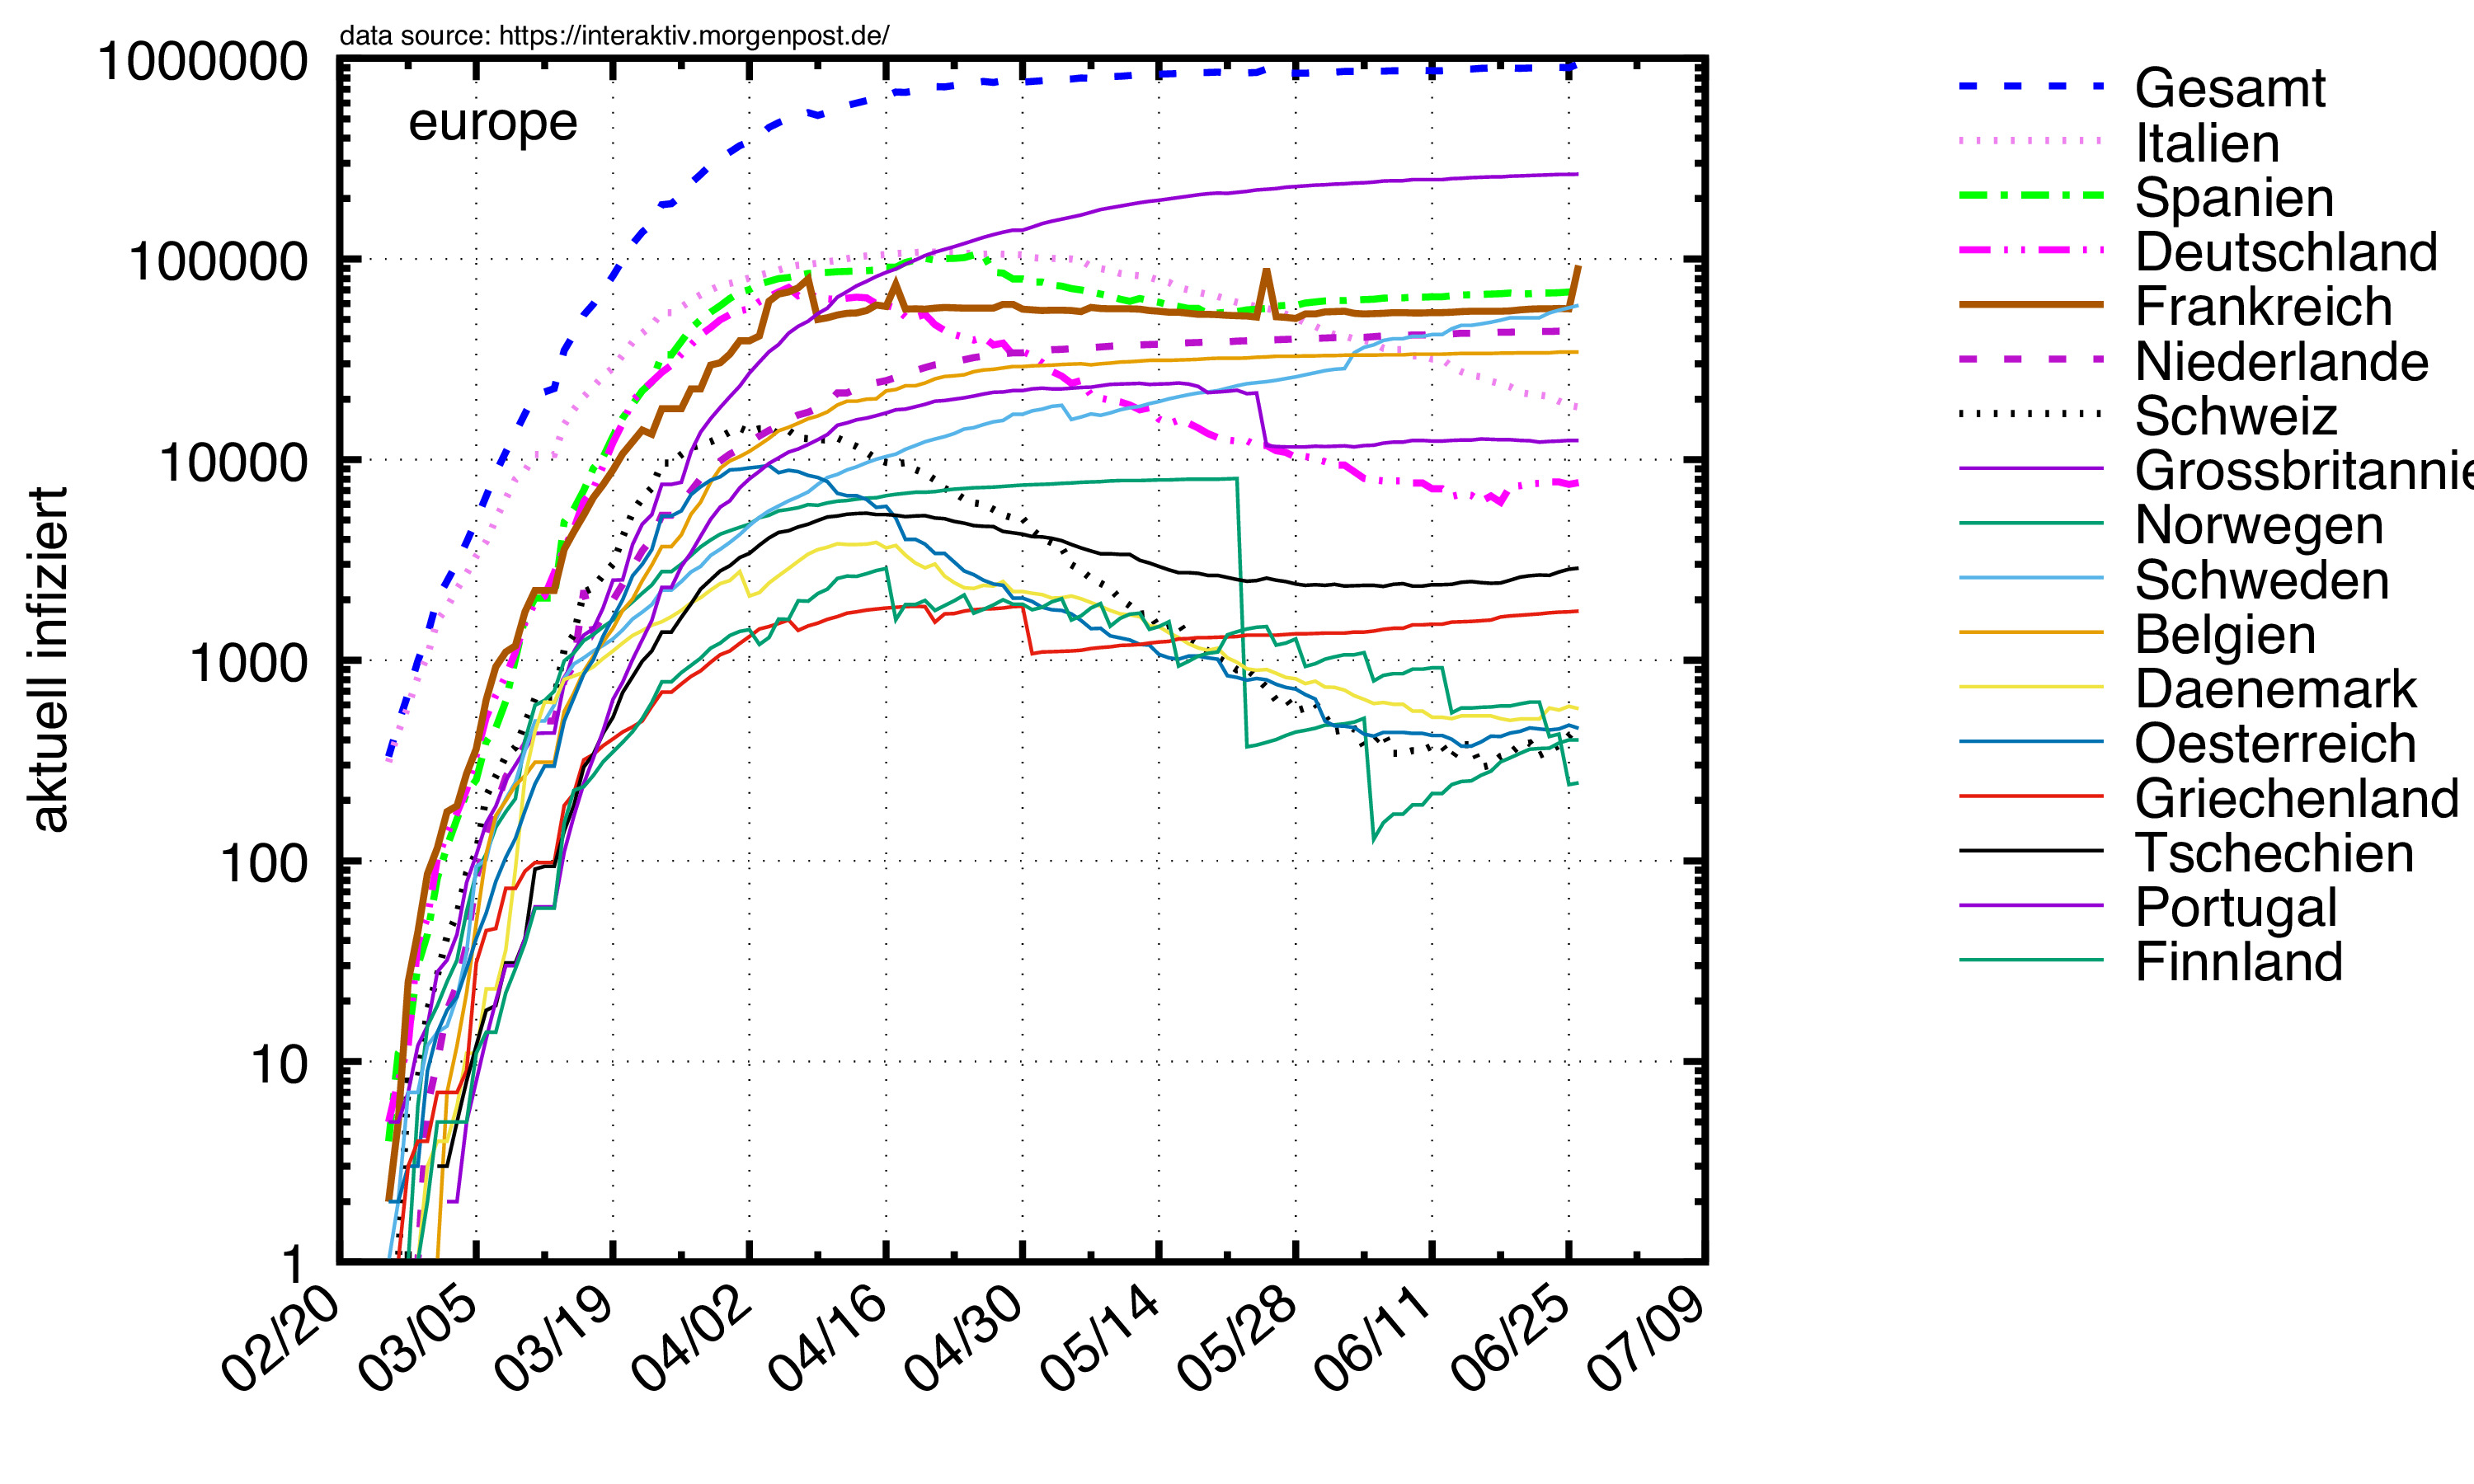 data source: https://interaktiv.morgenpost.de/
europe
aktuell infiziert
1000000
100000
10000
1000
100
10
1
02/20
03/05
03/19
04/02
04/16
04/30
05/14
05/28
06/11
06/25
07/09
Gesamt
Italien
Spanien
Deutschland
Frankreich
Niederlande
Schweiz
Grossbritannie
Norwegen
Schweden
Belgien
Daenemark
Oesterreich
Griechenland
Tschechien
Portugal
Finnland